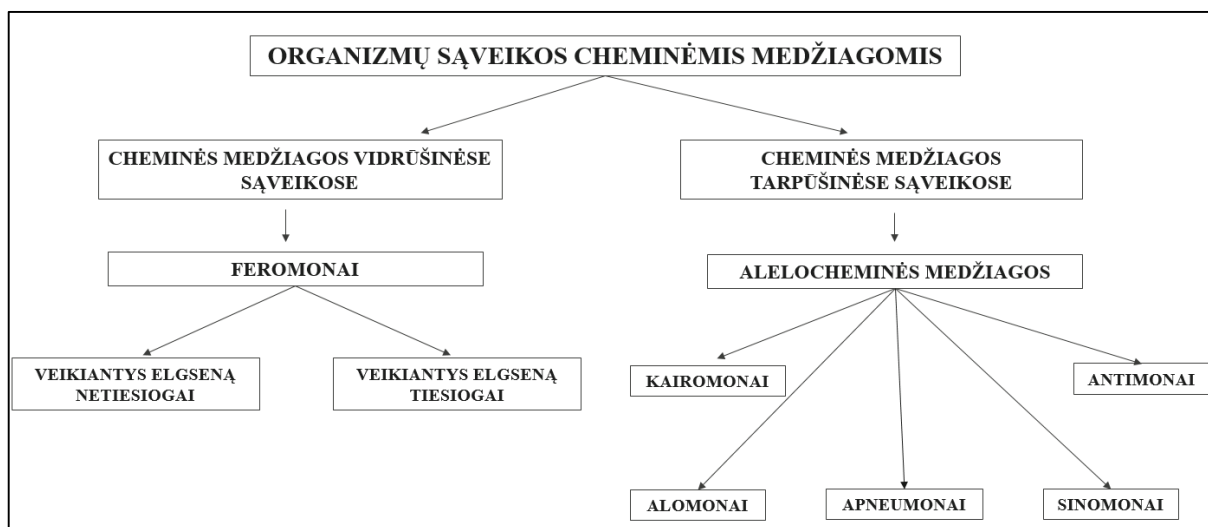 ORGANIZMŲ SĄVEIKOS CHEMINĖMIS MEDŽIAGOMIS
CHEMINĖS MEDŽIAGOS VIDRŪŠINĖSE
SĄVEIKOSE
CHEMINĖS MEDŽIAGOS
TARPŪŠINĖSE SĄVEIKOSE
FEROMONAI
ALELOCHEMINĖS MEDŽIAGOS
VEIKIANTYS ELGSENĄ
NETIESIOGAI
VEIKIANTYS ELGSENĄ
TIESIOGAI
KAIROMONAI
ANTIMONAI
ALOMONAI
APNEUMONAI
SINOMONAI